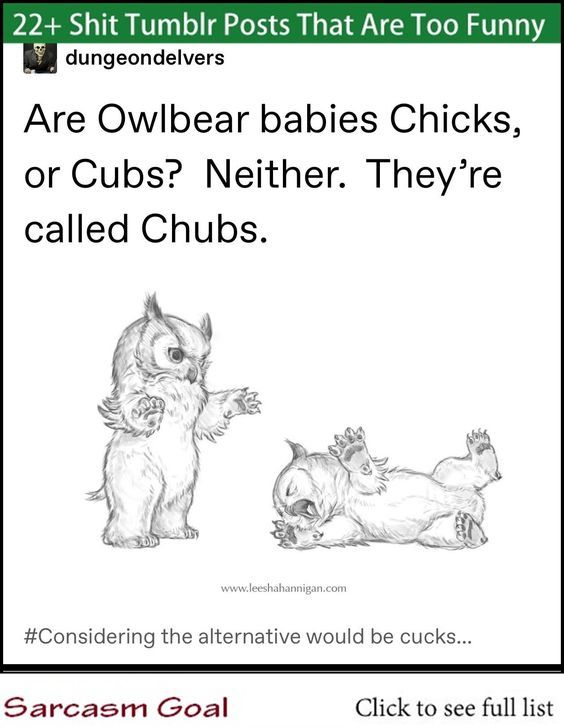 22+ Shit Tumblr Posts That Are Too Funny
dungeondelvers
Are Owlbear babies Chicks,
or Cubs?  Neither.  They’re
called Chubs.
www.leeshahannigan.com
#Considering the alternative would be cucks...
Sarcasm Goal
Click to see full list